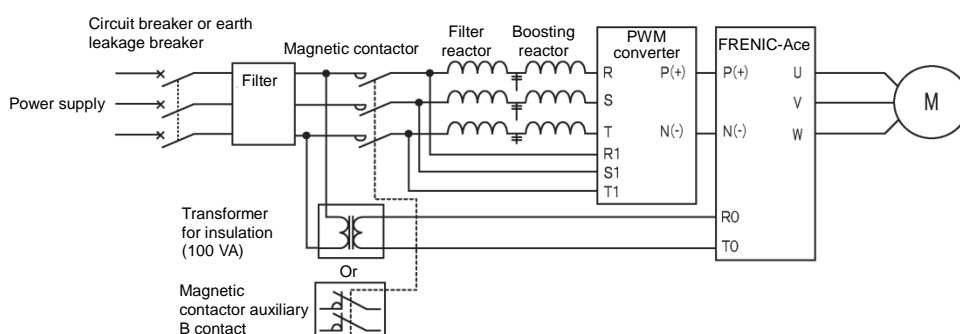 Circuit breaker or earth
leakage breaker
Magnetic contactor
Filter
reactor
Boosting
reactor
PWM
converter
FRENIC-Ace
Filter
Power supply
R
P(+)
P(+)
U
S
V
M
T
N(-)
N(-)
W
R1
S1
T1
Transformer
for insulation
(100 VA)
R0
T0
Or
Magnetic
contactor auxiliary
B contact